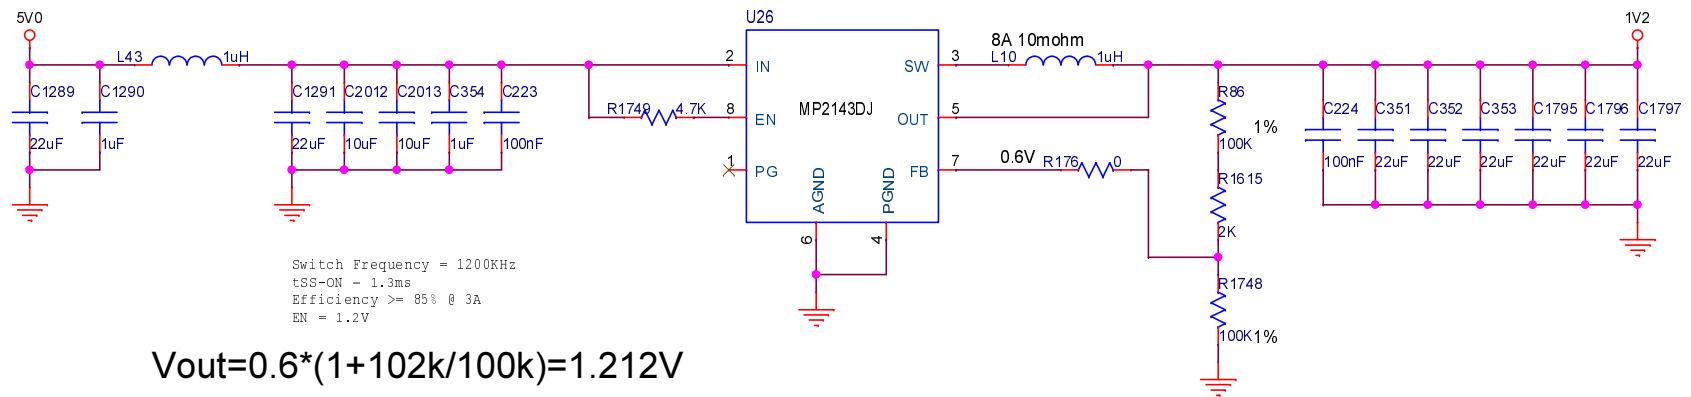 5V0
U26
1V2
8A 10mohm
L43
1uH
2
IN
SW
3
L10
1uH
C1289
C1290
C1291
C2012
C2013
C354
C223
R1749
4.7K
8
EN
MP2143DJ
OUT
5
R86
1%
100K
C224
C351
C352
C353
C1795
C1796
C1797
22uF
1uF
22uF
10uF
10uF
1uF
100nF
1
PG
FB
7
0.6V
R176
0
100nF
22uF
22uF
22uF
22uF
22uF
22uF
AGND
PGND
R1615
2K
6
4
Switch Frequency = 1200KHz
tSS-ON - 1.3ms
Efficiency >= 85% @ 3A
EN = 1.2V
R1748
100K
1%
Vout=0.6*(1+102k/100k)=1.212V